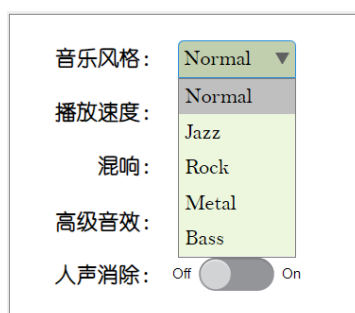 音乐风格: Normal
Normal
播放速度:
Jazz
混响: Rock
Metal
高级音效:
Bass
人声消除: Off On